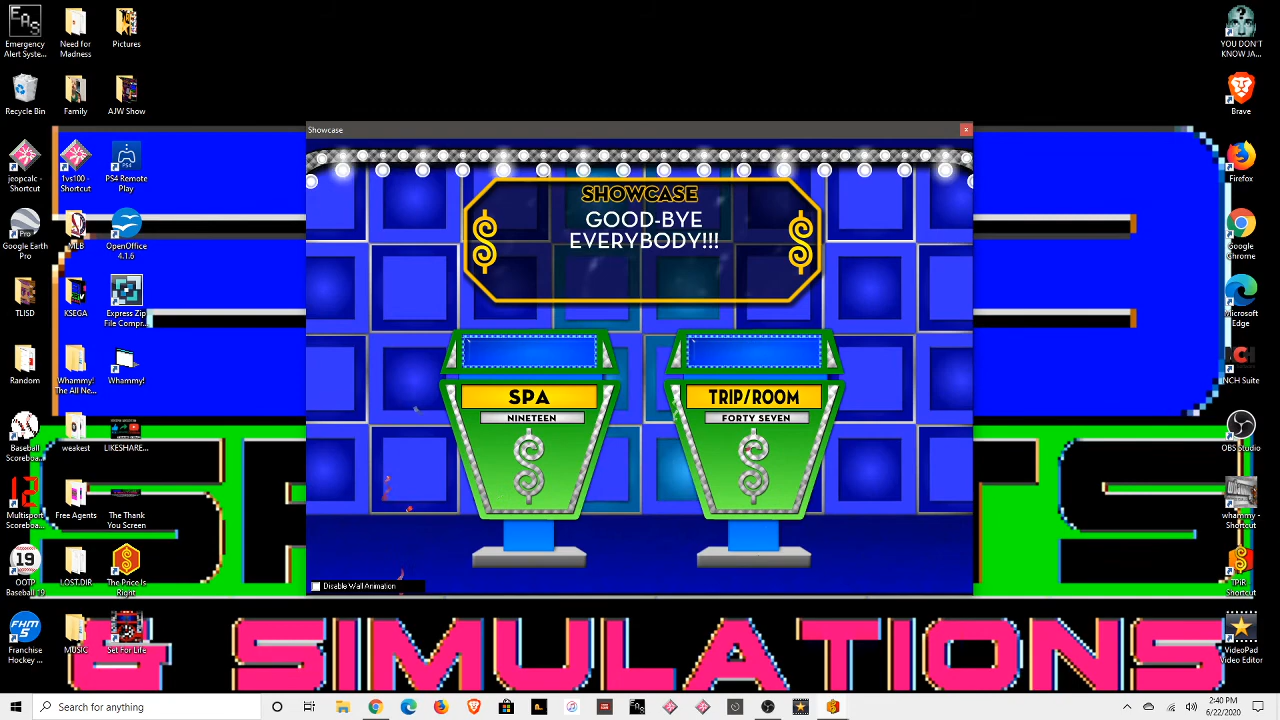 Emergency
Alert Syste...
Need for
Madness
Pictures
Recycle Bin
Family
AJW Show
jeopcalc -
Shortcut
1vs100 -
Shortcut
PS4 Remote
Play
Google Earth
Pro
MLB
OpenOffice
4.1.6
TLISD
KSEGA
Express Zip
File Compr...
Random
Whammy!
The All Ne...
Whammy!
Baseball
Scoreboa...
weakest
LIKESHARE...
Multisport
Scoreboa...
Free Agents
The Thank
You Screen
OOTP
Baseball 19
LOST.DIR
The Price Is
Right
Franchise
Hockey ...
MUSIC
Set For Life
Showcase
SHOWCASE
GOOD-BYE
EVERYBODY!!!
SPA
NINETEEN
TRIP/ROOM
FORTY SEVEN
Disable Wall Animation
& SIMULATIONS
YOU DON'T
KNOW JA...
Brave
Firefox
Google
Chrome
Microsoft
Edge
NCH Suite
OBS Studio
whammy -
Shortcut
TPiR
Shortcut
VideoPad
Video Editor
Search for anything
2:40 PM
6/22/2020